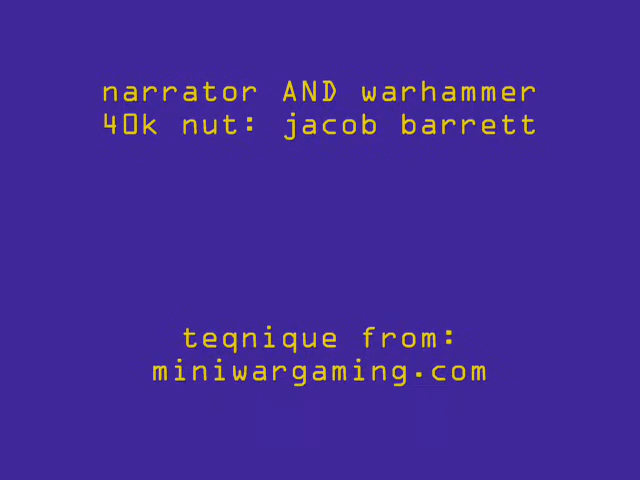 narrator AND warhammer
40k nut: jacob barrett
teqnique from:
miniwargaming.com